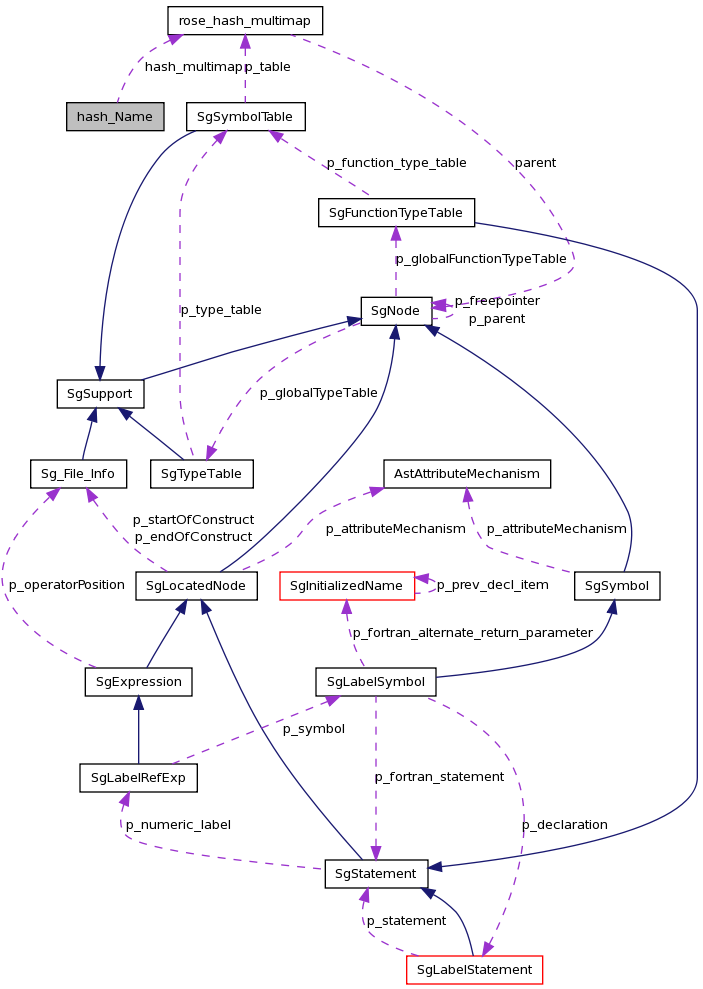 rose_hash_multimap
hash_multimap
p_table
hash_Name
SgSymbolTable
p_function_type_table
parent
SgFunctionTypeTable
p_globalFunctionTypeTable
p_type_table
SgNode
p_freepointer
p_parent
SgSupport
p_globalTypeTable
Sg_File_Info
SgTypeTable
AstAttributeMechanism
p_startOfConstruct
p_endOfConstruct
p_attributeMechanism
p_attributeMechanism
p_operatorPosition
SgLocatedNode
SgInitializedName
p_prev_decl_item
SgSymbol
p_fortran_alternate_return_parameter
SgExpression
SgLabelSymbol
p_symbol
SgLabelRefExp
p_fortran_statement
p_numeric_label
p_declaration
SgStatement
p_statement
SgLabelStatement